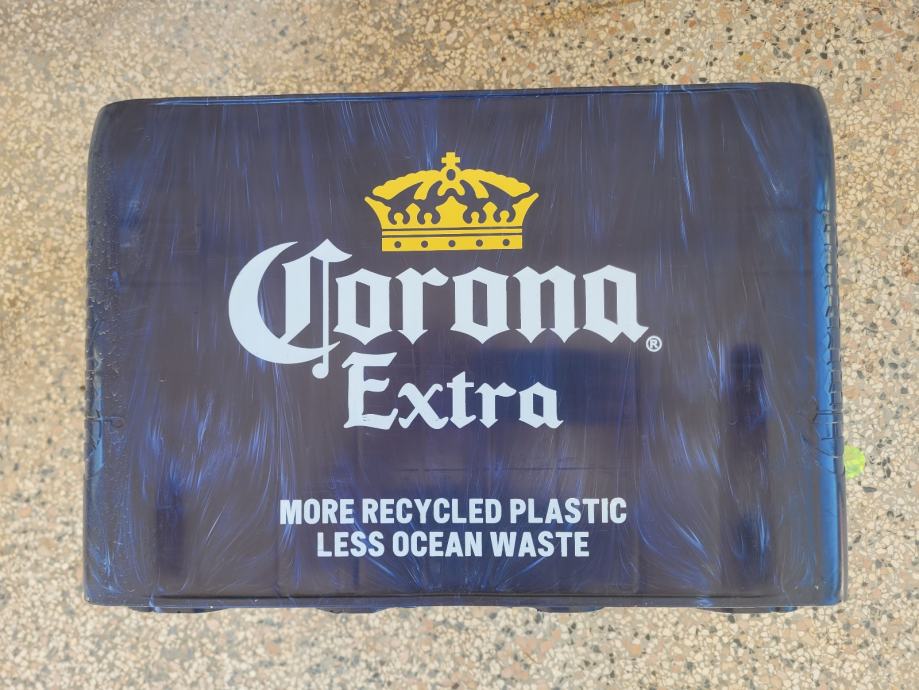 Corona®
Extra
MORE RECYCLED PLASTIC
LESS OCEAN WASTE